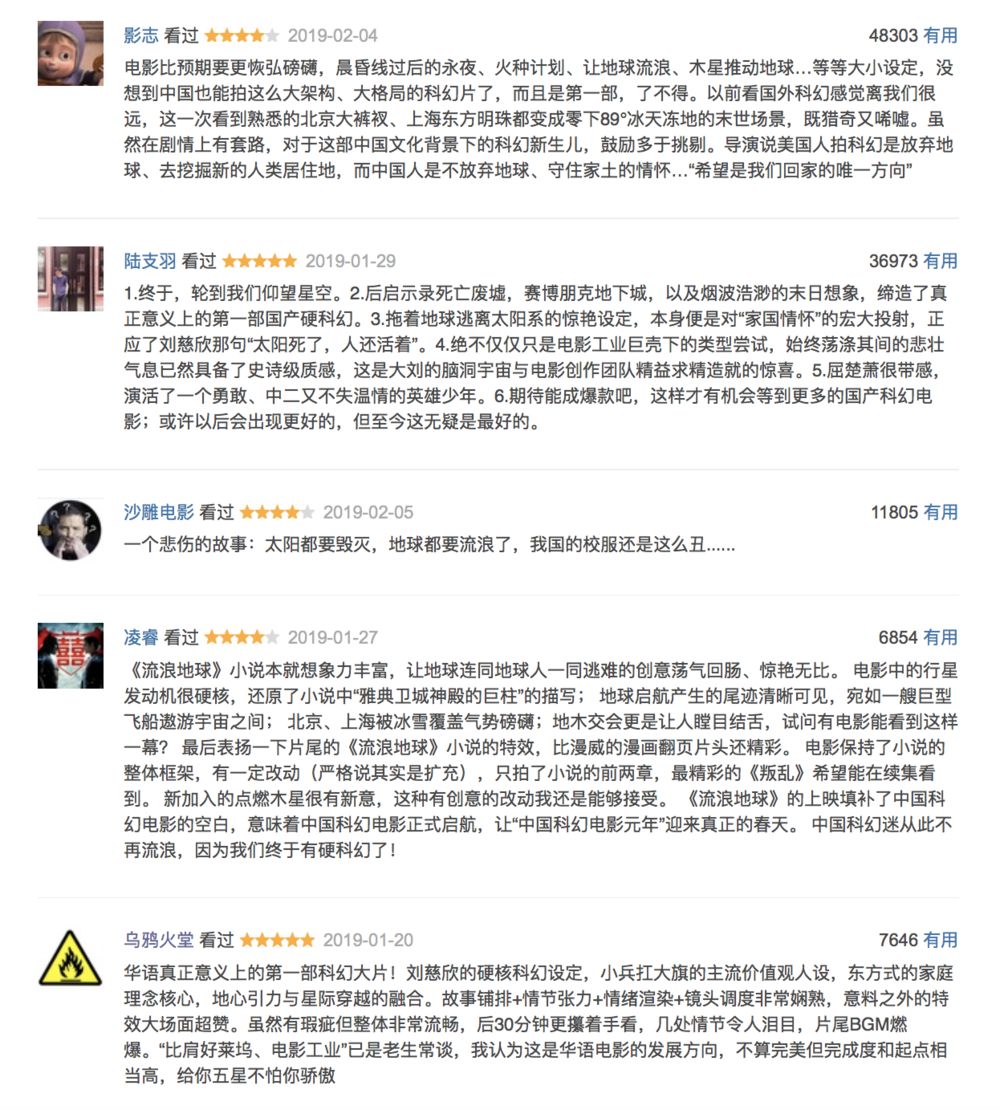 影志 看过 2019-02-04 48303 有用
电影比预期要更恢弘磅礴，晨昏线过后的永夜、火种计划、让地球流浪、木星推动地球…等等大小设定，没
想到中国也能拍这么大架构、大格局的科幻片了，而且是第一部，了不得。以前看国外科幻感觉离我们很
远，这一次看到熟悉的北京大裤衩、上海东方明珠都变成零下89°冰天冻地的末世场景，既猎奇又唏嘘。虽
然在剧情上有套路，对于这部中国文化背景下的科幻新生儿，鼓励多于挑剔。导演说美国人拍科幻是放弃地
球、去挖掘新的人类居住地，而中国人是不放弃地球、守住家土的情怀…“希望是我们回家的唯一方向”
陆支羽 看过 2019-01-29 36973 有用
1.终于，轮到我们仰望星空。2.后启示录死亡废墟，赛博朋克地下城，以及烟波浩渺的末日想象，缔造了真
正意义上的第一部国产硬科幻。3.拖着地球逃离太阳系的惊艳设定，本身便是对“家国情怀”的宏大投射，正
应了刘慈欣那句“太阳死了，人还活着”。4.绝不仅仅只是电影工业巨壳下的类型尝试，始终荡涤其间的悲壮
气息已然具备了史诗级质感，这是大刘的脑洞宇宙与电影创作团队精益求精造就的惊喜。5.屈楚萧很带感，
演活了一个勇敢、中二又不失温情的英雄少年。6.期待能成爆款吧，这样才有机会等到更多的国产科幻电
影；或许以后会出现更好的，但至今这无疑是最好的。
沙雕电影 看过 2019-02-05 11805 有用
一个悲伤的故事：太阳都要毁灭，地球都要流浪了，我国的校服还是这么丑......
凌睿 看过 2019-01-27 6854 有用
《流浪地球》小说本就想象力丰富，让地球连同地球人一同逃难的创意荡气回肠、惊艳无比。 电影中的行星
发动机很硬核，还原了小说中“雅典卫城神殿的巨柱”的描写； 地球启航产生的尾迹清晰可见，宛如一艘巨型
飞船遨游宇宙之间； 北京、上海被冰雪覆盖气势磅礴；地木交会更是让人瞠目结舌，试问有电影能看到这样
一幕？ 最后表扬一下片尾的《流浪地球》小说的特效，比漫威的漫画翻页片头还精彩。 电影保持了小说的
整体框架，有一定改动（严格说其实是扩充），只拍了小说的前两章，最精彩的《叛乱》希望能在续集看
到。 新加入的点燃木星很有新意，这种有创意的改动我还是能够接受。 《流浪地球》的上映填补了中国科
幻电影的空白，意味着中国科幻电影正式启航，让“中国科幻电影元年”迎来真正的春天。 中国科幻迷从此不
再流浪，因为我们终于有硬科幻了！
乌鸦火堂 看过 2019-01-20 7646 有用
华语真正意义上的第一部科幻大片！刘慈欣的硬核科幻设定，小兵扛大旗的主流价值观人设，东方式的家庭
理念核心，地心引力与星际穿越的融合。故事铺排+情节张力+情绪渲染+镜头调度非常娴熟，意料之外的特
效大场面超赞。虽然有瑕疵但整体非常流畅，后30分钟更攥着手看，几处情节令人泪目，片尾BGM燃
爆。“比肩好莱坞、电影工业”已是老生常谈，我认为这是华语电影的发展方向，不算完美但完成度和起点相
当高，给你五星不怕你骄傲